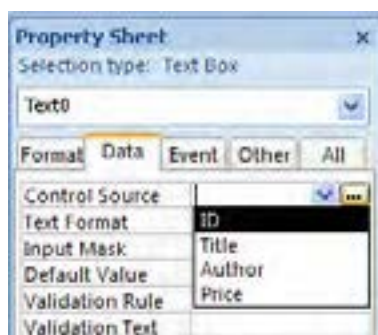 Property Sheet
Selection type: Text Box
Text0
Format Data Event Other All
Control Source
ID
Text Format
Title
Input Mask
Author
Default Value
Price
Validation Rule
Validation Text